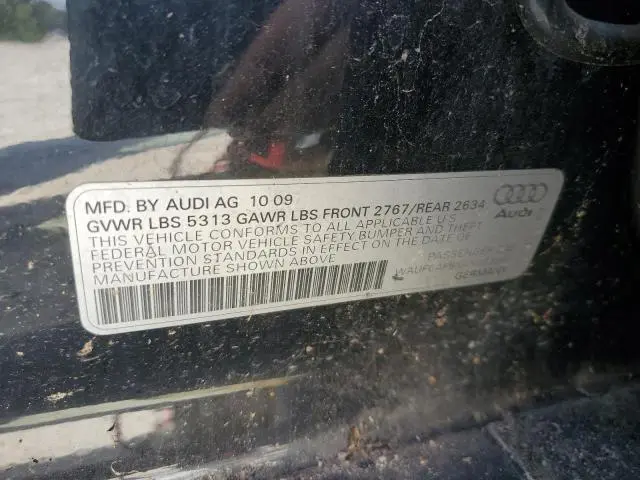 MFD. BY AUDI AG 10 09
GVWR LBS 5313 GAWR LBS FRONT 2767/REAR 2634
THIS VEHICLE CONFORMS TO ALL APPLICABLE U.S.
FEDERAL MOTOR VEHICLE SAFETY BUMPER AND THEFT
PREVENTION STANDARDS IN EFFECT ON THE DATE OF
MANUFACTURE SHOWN ABOVE
Audi
PASSENGER
GERMANY